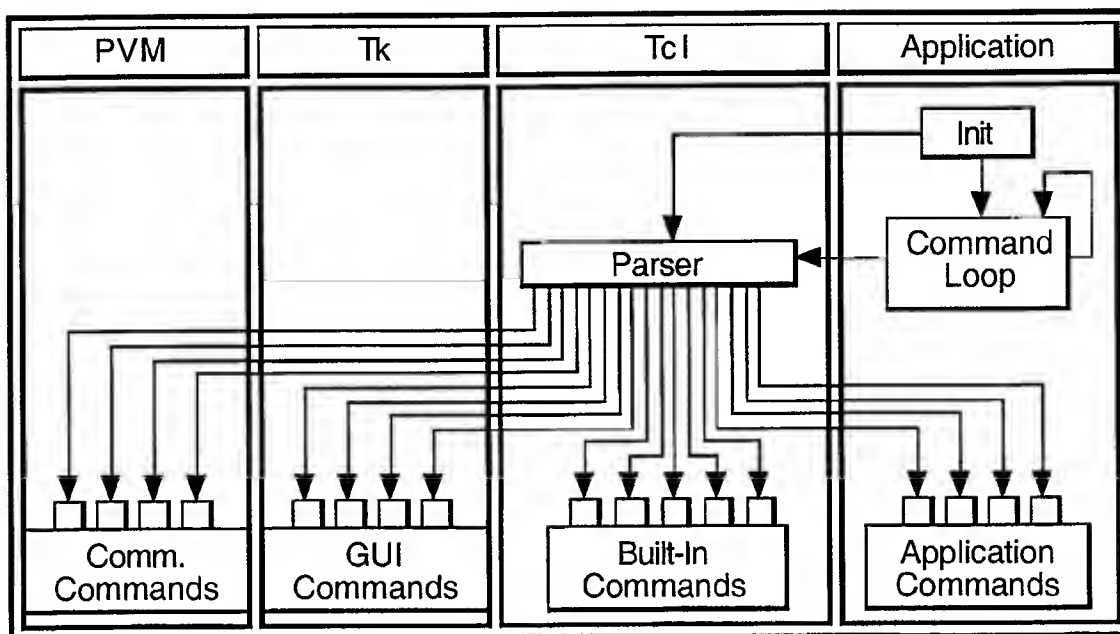 PVM
Tk
Tcl
Application
Init
Command
Loop
Parser
Comm.
Commands
GUI
Commands
Built-In
Commands
Application
Commands